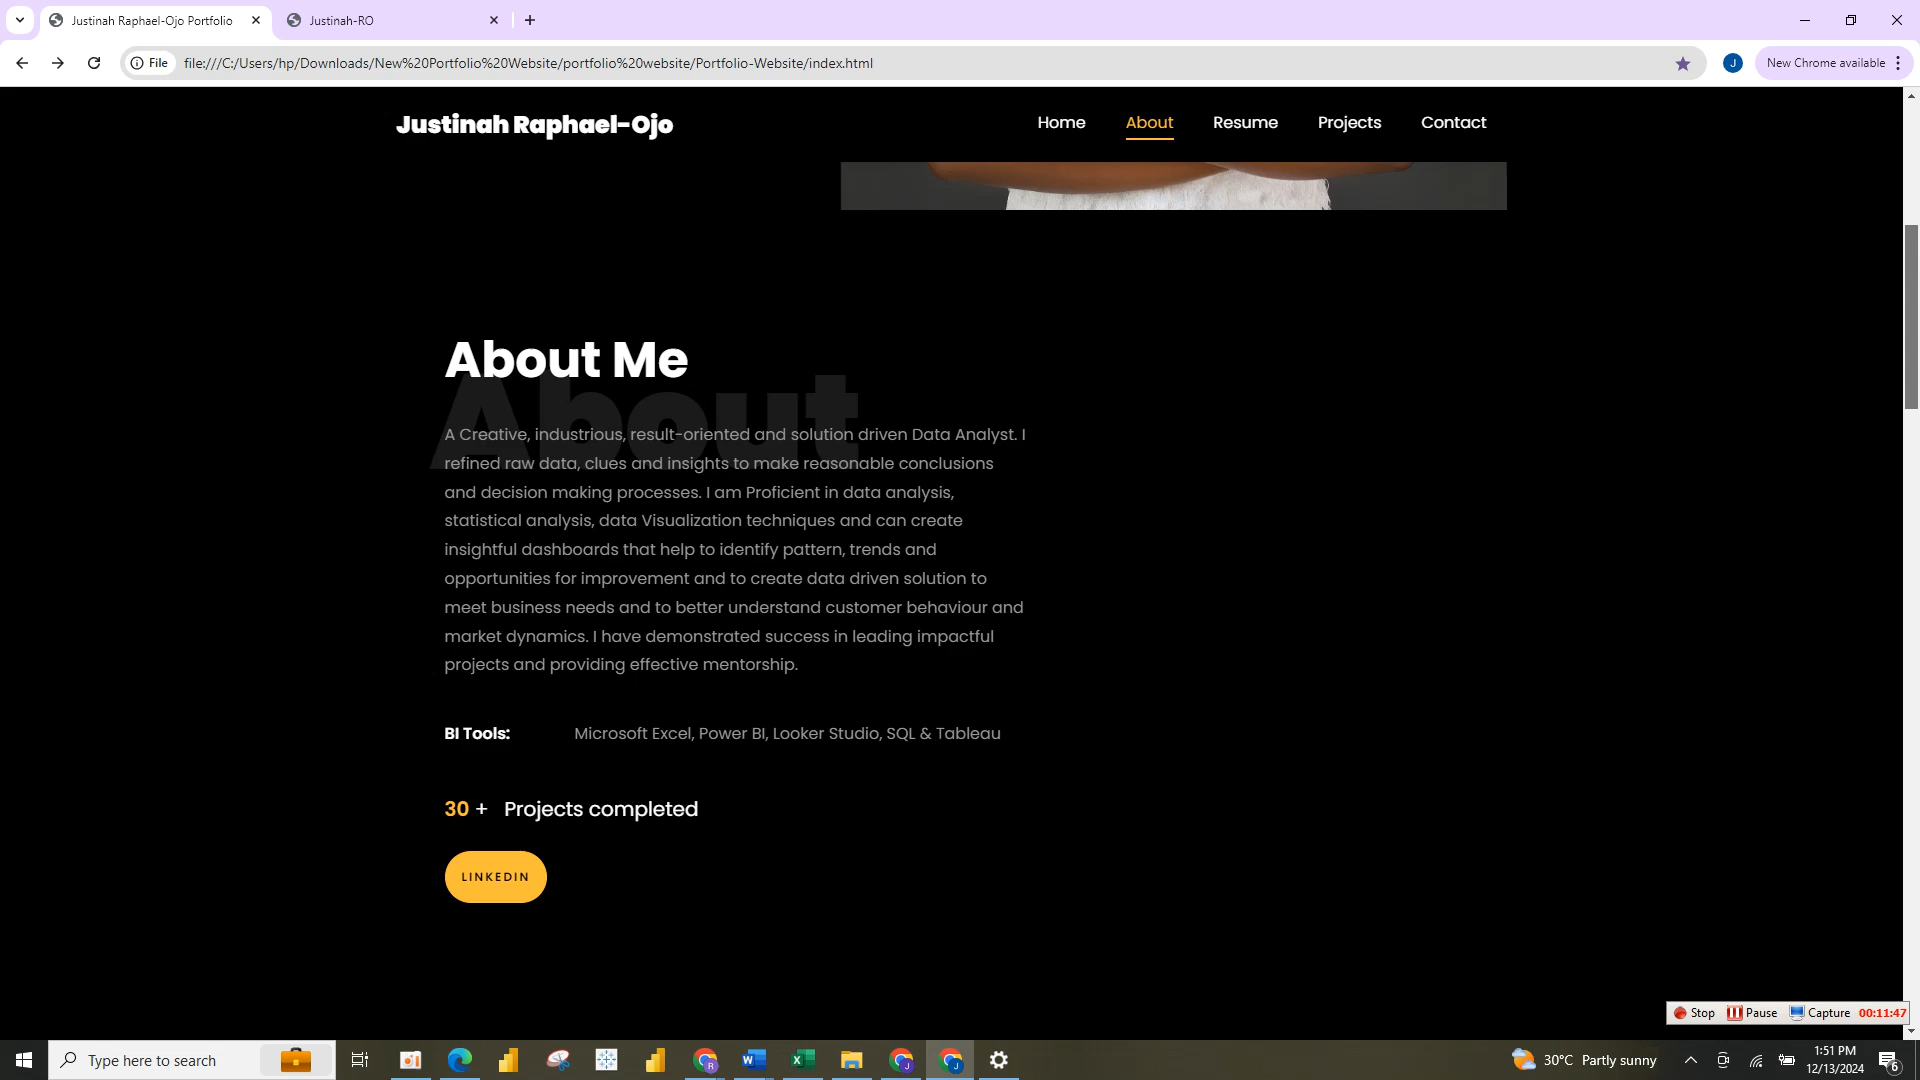 Justinah Raphael-Ojo Portfolio
Justinah-RO
File
file:///C:/Users/hp/Downloads/New%20Portfolio%20Website/portfolio%20website/Portfolio-Website/index.html
J
New Chrome available
Justinah Raphael-Ojo
Home
About
Resume
Projects
Contact
About Me
About
A Creative, industrious, result-oriented and solution driven Data Analyst. I
refined raw data, clues and insights to make reasonable conclusions
and decision making processes. I am Proficient in data analysis,
statistical analysis, data Visualization techniques and can create
insightful dashboards that help to identify pattern, trends and
opportunities for improvement and to create data driven solution to
meet business needs and to better understand customer behaviour and
market dynamics. I have demonstrated success in leading impactful
projects and providing effective mentorship.
BI Tools: Microsoft Excel, Power BI, Looker Studio, SQL & Tableau
30 + Projects completed
LINKEDIN
Stop Pause Capture 00:11:47
Type here to search
30°C Partly sunny
1:51 PM
12/13/2024
6